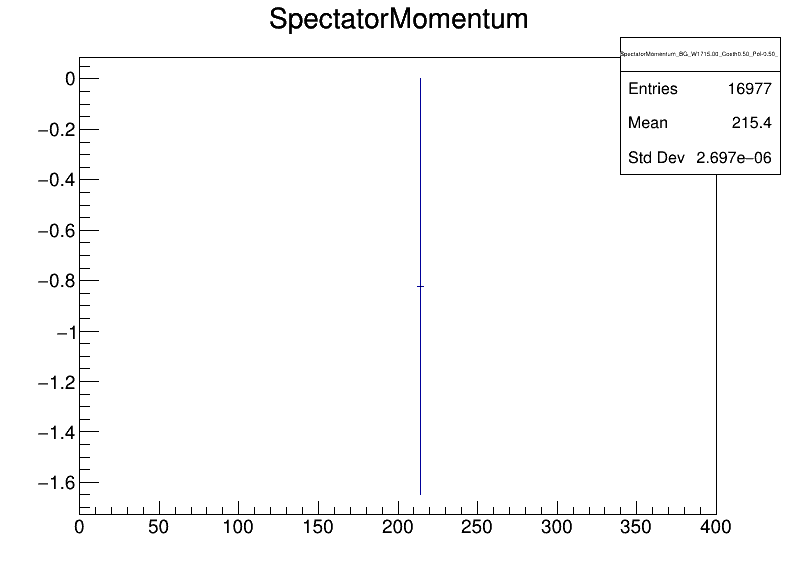 SpectatorMomentum
SpectatorMomentum_BG_W1715.00_Costh0.50_Pol-0.50_
Entries 16977
Mean 215.4
Std Dev 2.697e−06
0
−0.2
−0.4
−0.6
−0.8
−1
−1.2
−1.4
−1.6
0 50 100 150 200 250 300 350 400